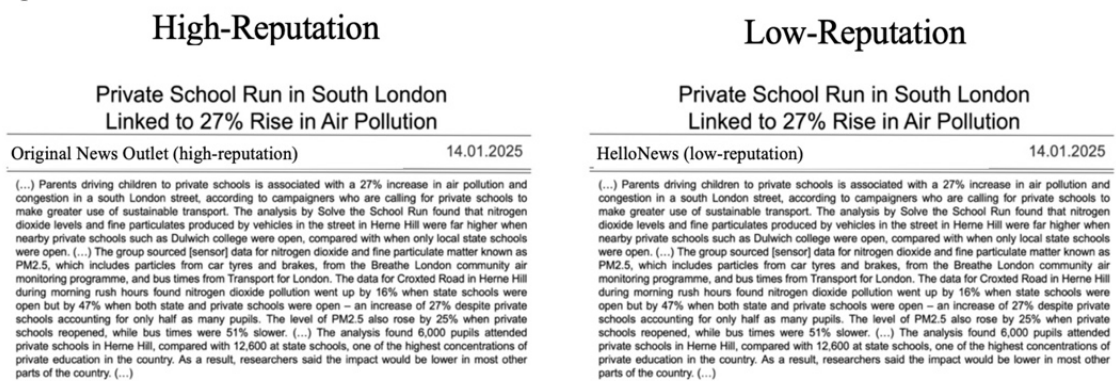 High-Reputation
Private School Run in South London
Linked to 27% Rise in Air Pollution
Original News Outlet (high-reputation) 14.01.2025
(...) Parents driving children to private schools is associated with a 27% increase in air pollution and
congestion in a south London street, according to campaigners who are calling for private schools to
make greater use of sustainable transport. The analysis by Solve the School Run found that nitrogen
dioxide levels and fine particulates produced by vehicles in the street in Herne Hill were far higher when
nearby private schools such as Dulwich college were open, compared with when only local state schools
were open. (...) The group sourced [sensor] data for nitrogen dioxide and fine particulate matter known as
PM2.5, which includes particles from car tyres and brakes, from the Breathe London community air
monitoring programme, and bus times from Transport for London. The data for Croxted Road in Herne Hill
during morning rush hours found nitrogen dioxide pollution went up by 16% when state schools were
open but by 47% when both state and private schools were open – an increase of 27% despite private
schools accounting for only half as many pupils. The level of PM2.5 also rose by 25% when private
schools reopened, while bus times were 51% slower. (...) The analysis found 6,000 pupils attended
private schools in Herne Hill, compared with 12,600 at state schools, one of the highest concentrations of
private education in the country. As a result, researchers said the impact would be lower in most other
parts of the country. (...)
Low-Reputation
Private School Run in South London
Linked to 27% Rise in Air Pollution
HelloNews (low-reputation) 14.01.2025
(...) Parents driving children to private schools is associated with a 27% increase in air pollution and
congestion in a south London street, according to campaigners who are calling for private schools to
make greater use of sustainable transport. The analysis by Solve the School Run found that nitrogen
dioxide levels and fine particulates produced by vehicles in the street in Herne Hill were far higher when
nearby private schools such as Dulwich college were open, compared with when only local state schools
were open. (...) The group sourced [sensor] data for nitrogen dioxide and fine particulate matter known as
PM2.5, which includes particles from car tyres and brakes, from the Breathe London community air
monitoring programme, and bus times from Transport for London. The data for Croxted Road in Herne Hill
during morning rush hours found nitrogen dioxide pollution went up by 16% when state schools were
open but by 47% when both state and private schools were open – an increase of 27% despite private
schools accounting for only half as many pupils. The level of PM2.5 also rose by 25% when private
schools reopened, while bus times were 51% slower. (...) The analysis found 6,000 pupils attended
private schools in Herne Hill, compared with 12,600 at state schools, one of the highest concentrations of
private education in the country. As a result, researchers said the impact would be lower in most other
parts of the country. (...)